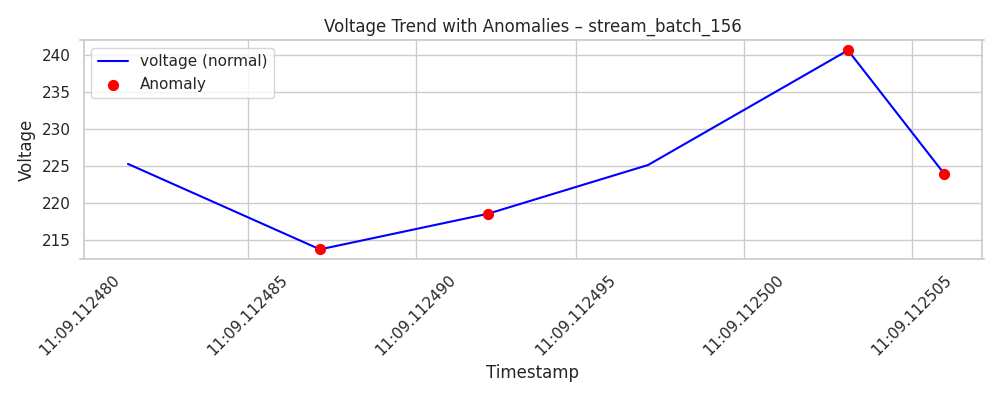 Voltage Trend with Anomalies – stream_batch_156
voltage (normal)
Anomaly
240
235
230
225
220
215
Voltage
11:09.112480
11:09.112485
11:09.112490
11:09.112495
11:09.112500
11:09.112505
Timestamp